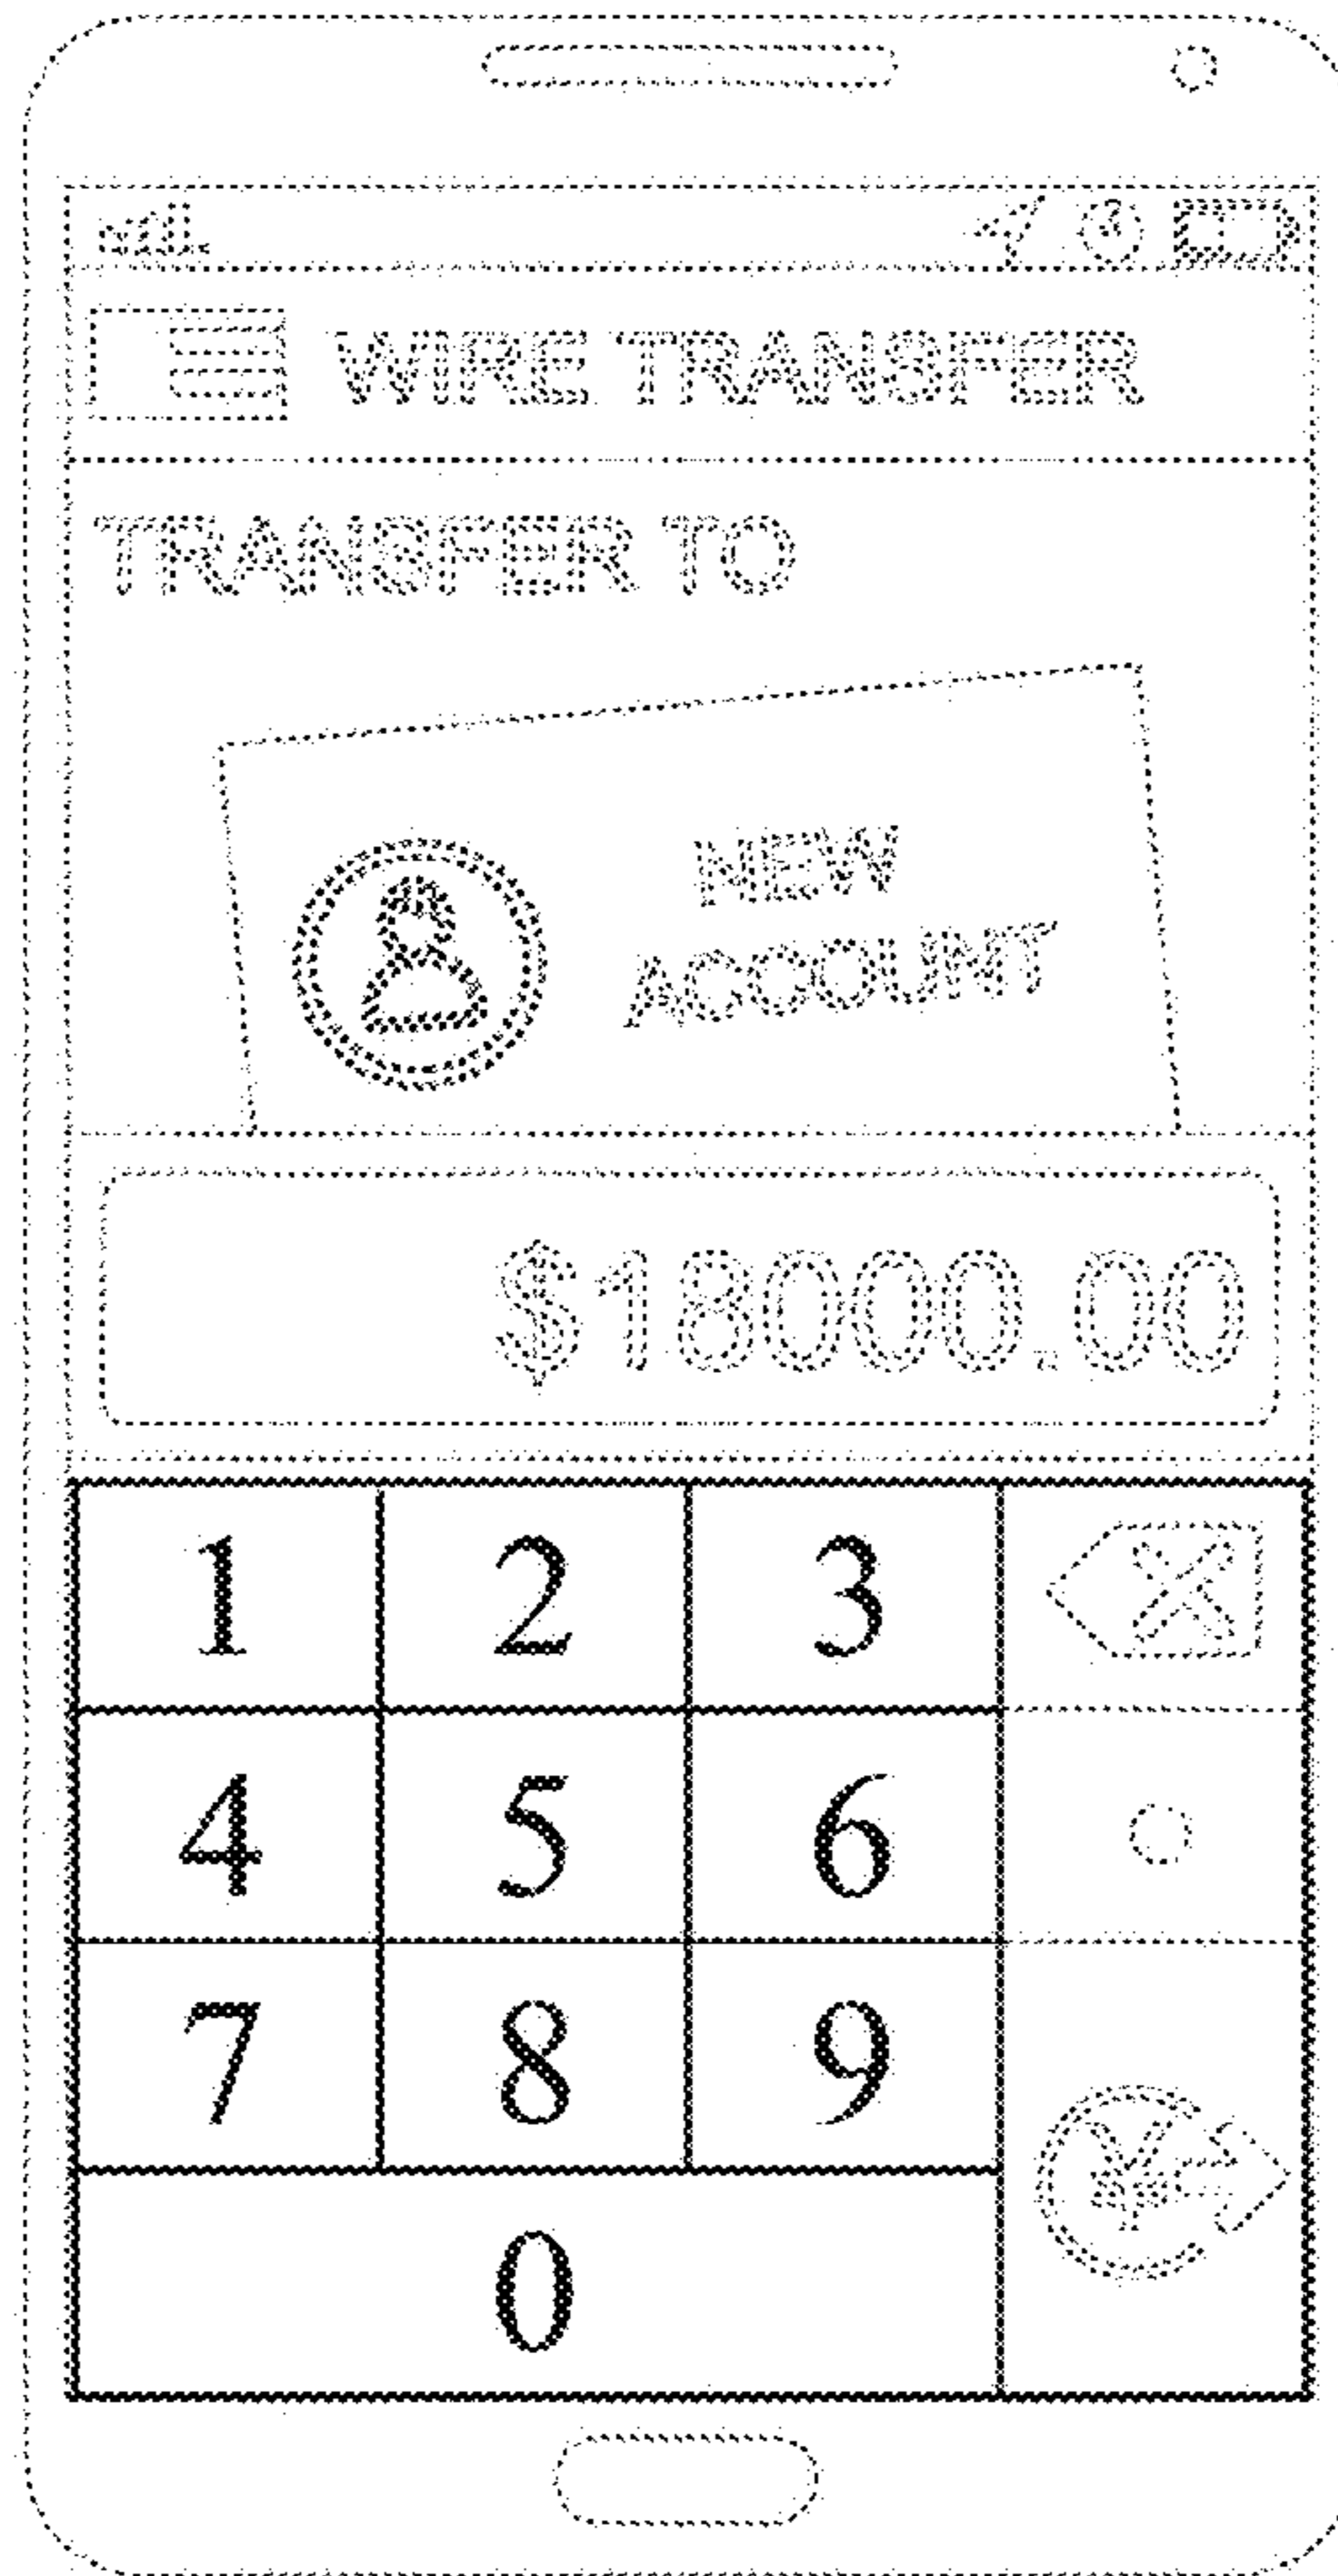 WIRE TRANSFER
TRANSFER TO
NEW
ACCOUNT
$18000.00
1 2 3
4 5 6
7 8 9
0